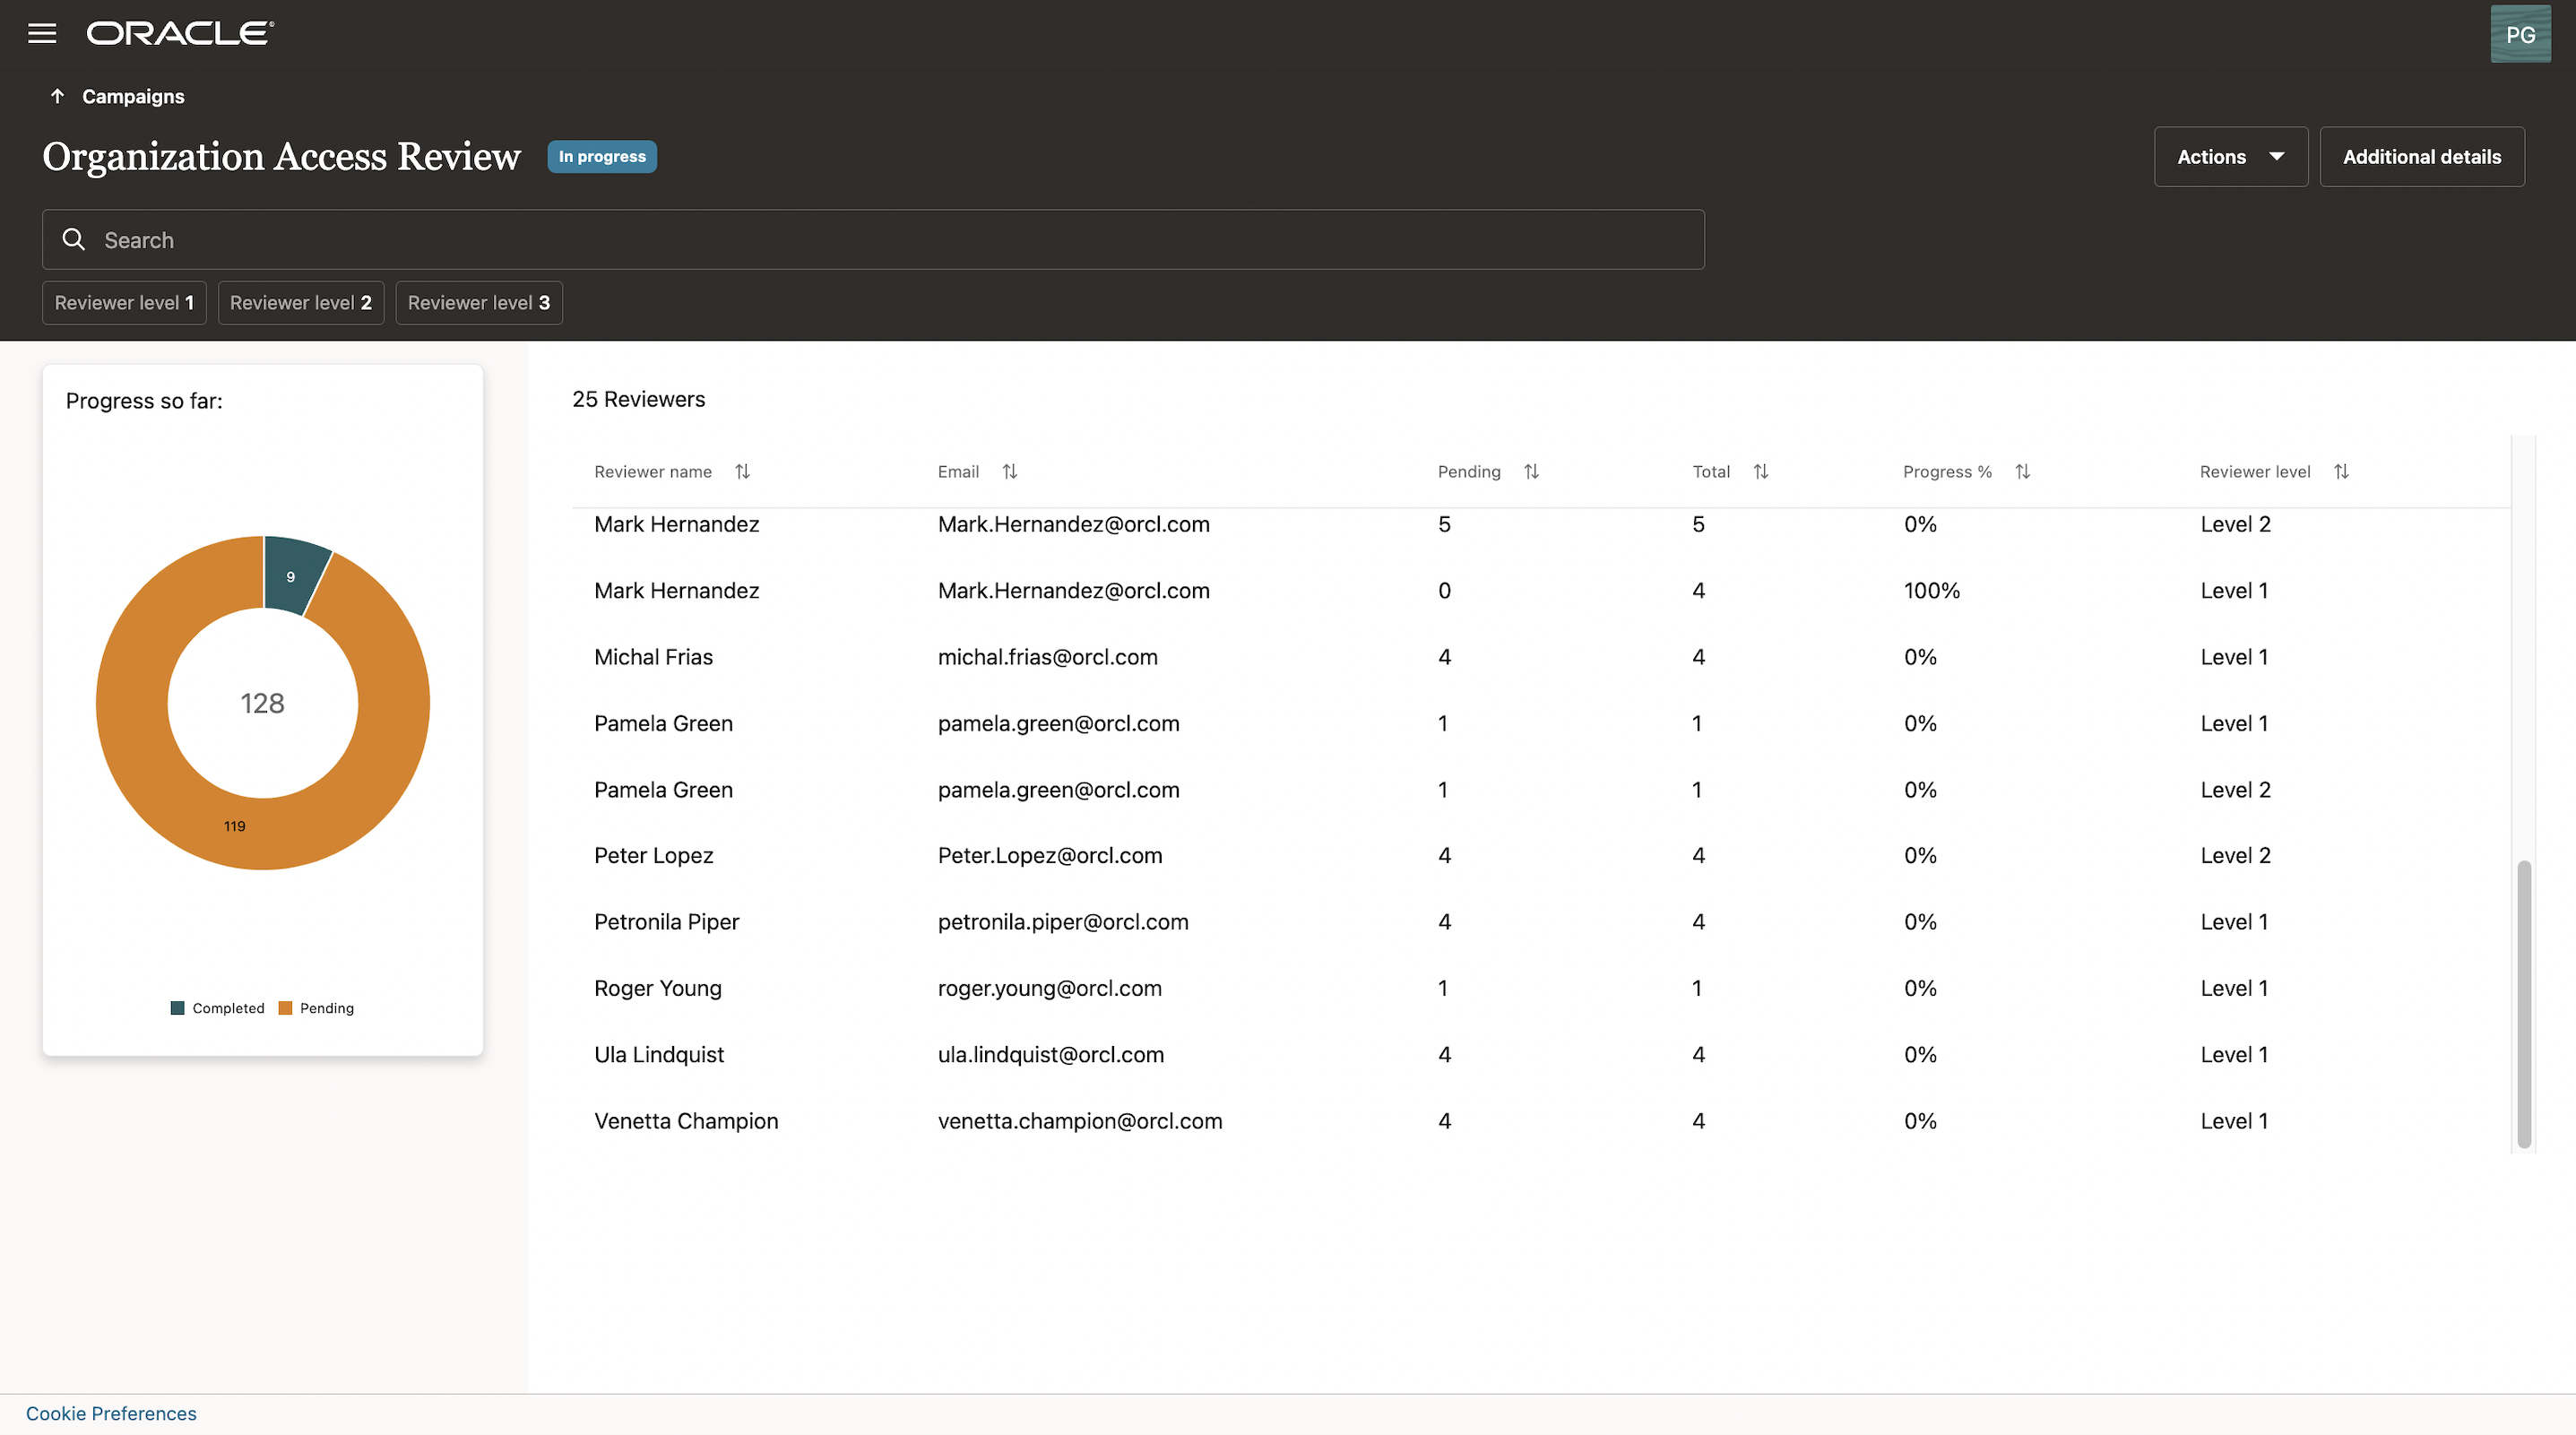 ORACLE
PG
Campaigns
Organization Access Review In progress
Actions Additional details
Search
Reviewer level 1 Reviewer level 2 Reviewer level 3
Progress so far:
9
128
119
Completed Pending
25 Reviewers
Reviewer name Email Pending Total Progress % Reviewer level
Mark Hernandez Mark.Hernandez@orcl.com 5 5 0% Level 2
Mark Hernandez Mark.Hernandez@orcl.com 0 4 100% Level 1
Michal Frias michal.frias@orcl.com 4 4 0% Level 1
Pamela Green pamela.green@orcl.com 1 1 0% Level 1
Pamela Green pamela.green@orcl.com 1 1 0% Level 2
Peter Lopez Peter.Lopez@orcl.com 4 4 0% Level 2
Petronila Piper petronila.piper@orcl.com 4 4 0% Level 1
Roger Young roger.young@orcl.com 1 1 0% Level 1
Ula Lindquist ula.lindquist@orcl.com 4 4 0% Level 1
Venetta Champion venetta.champion@orcl.com 4 4 0% Level 1
Cookie Preferences